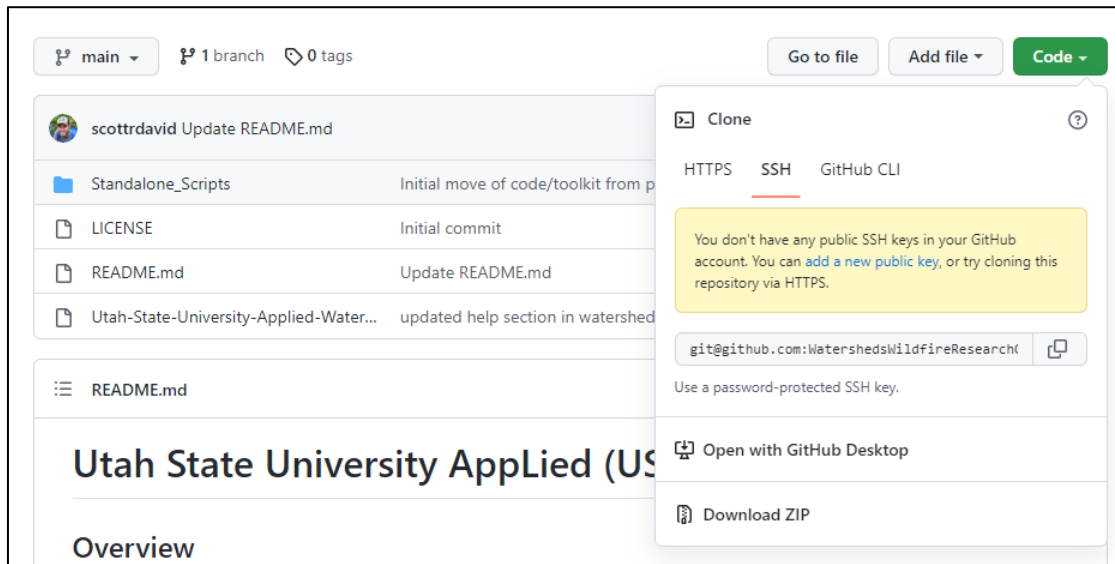 main 1 branch 0 tags Go to file Add file Code
scottrdavid Update README.md
Standalone_Scripts Initial move of code/toolkit from p
LICENSE Initial commit
README.md Update README.md
Utah-State-University-Applied-Water... updated help section in watershed
README.md
Utah State University AppLied (US
Overview
Clone
HTTPS SSH GitHub CLI
You don't have any public SSH keys in your GitHub
account. You can add a new public key, or try cloning this
repository via HTTPS.
git@github.com:WatershedsWildfireResearch
Use a password-protected SSH key.
Open with GitHub Desktop
Download ZIP